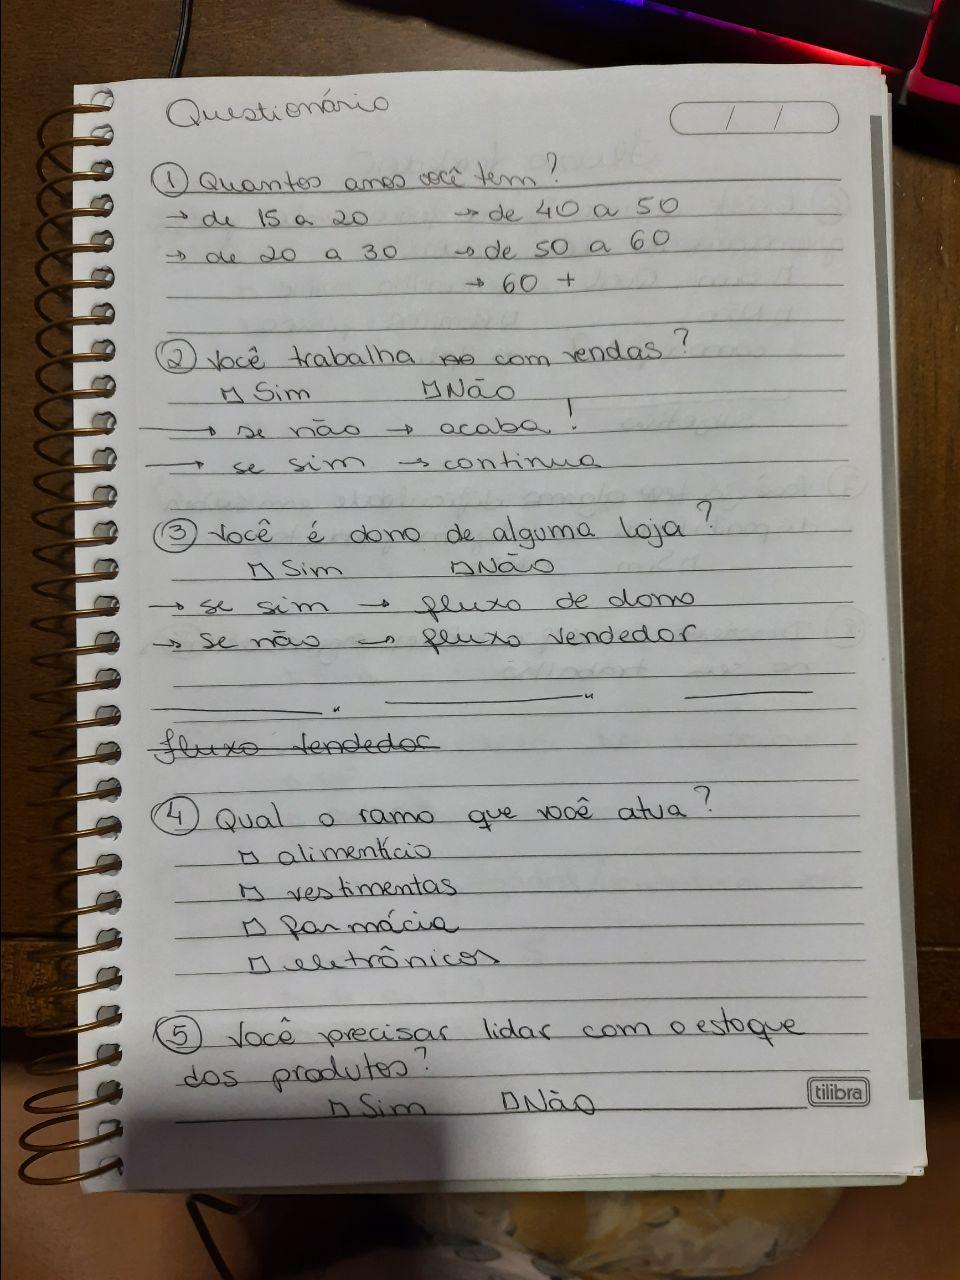 Questionário
/ /
① Quantos anos você tem?
→ de 15 a 20 → de 40 a 50
→ de 20 a 30 → de 50 a 60
→ 60 +
② Você trabalha no com vendas?
□ Sim □ Não
→ se não → acaba!
→ se sim → continua
③ Você é dono de alguma loja?
□ Sim □ Não
→ se sim → fluxo de dono
→ se não → fluxo vendedor
fluxo vendedor
④ Qual o ramo que você atua?
□ alimentício
□ vestimentas
□ farmácia
□ eletrônicos
⑤ Você precisar lidar com o estoque
dos produtos?
□ Sim □ Não
tilibra